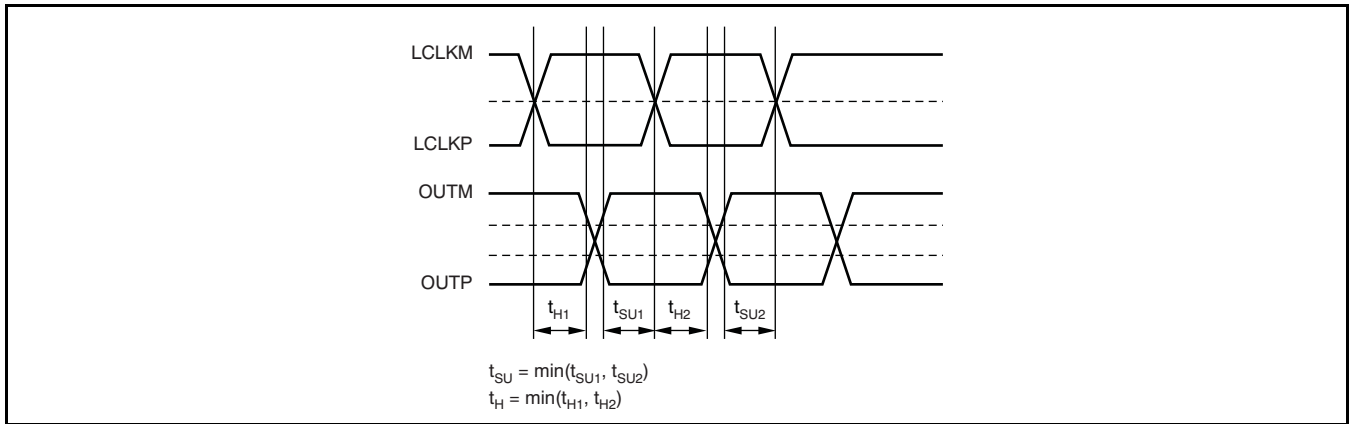 LCLKM
LCLKP
OUTM
OUTP
tH1 tSU1 tH2 tSU2
tSU = min(tSU1, tSU2)
tH = min(tH1, tH2)